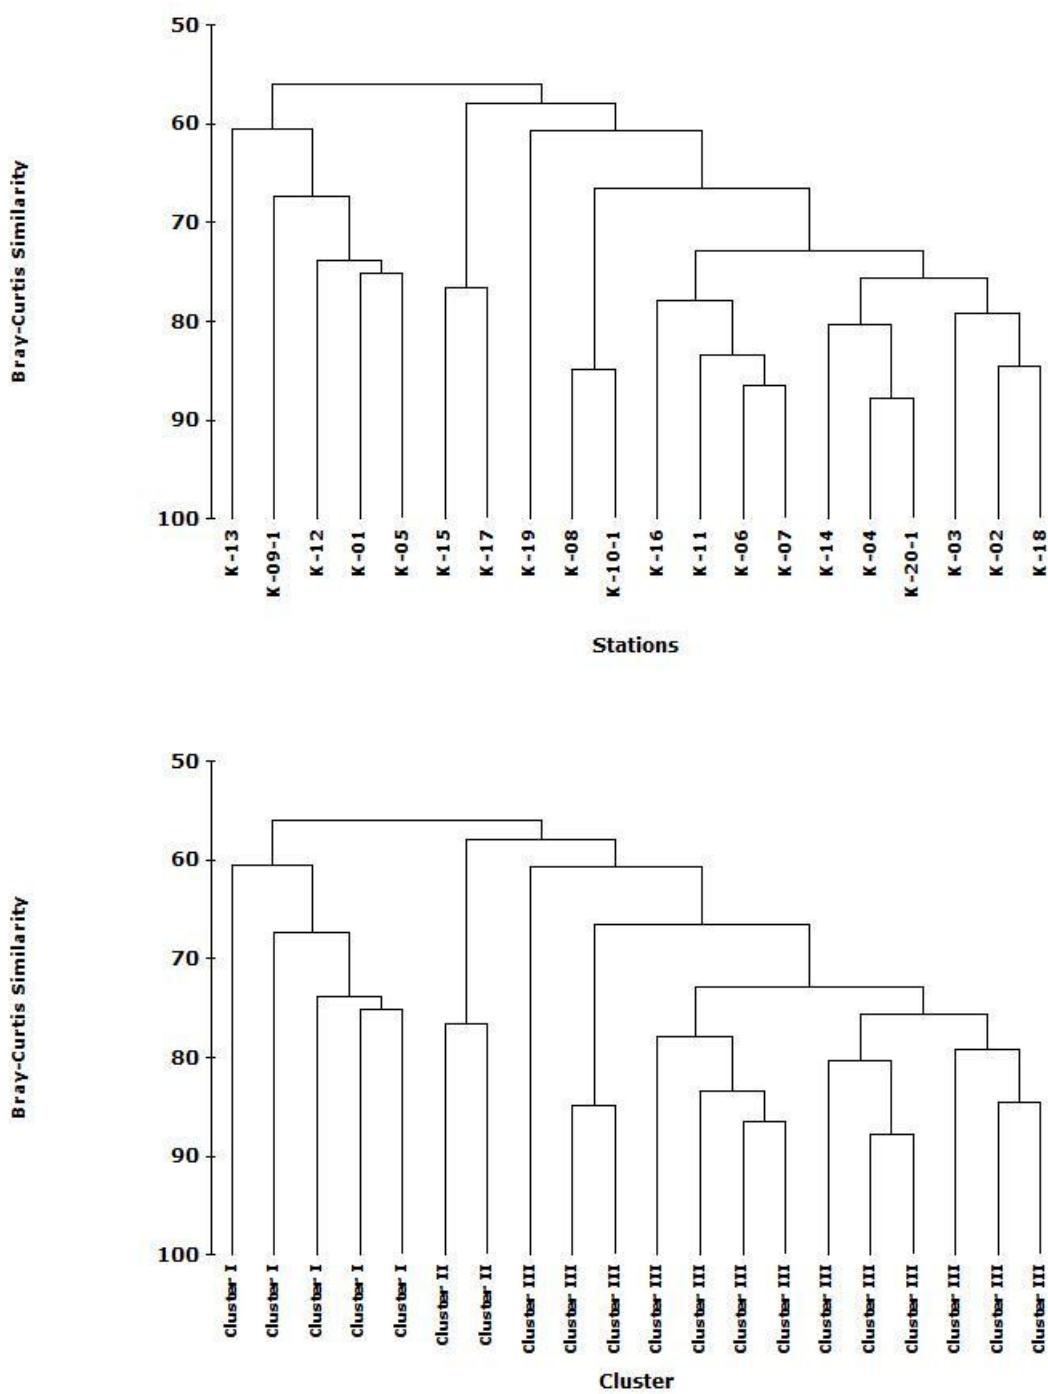 50
60
70
80
90
100
Bray-Curtis Similarity
K-13
K-09-1
K-12
K-01
K-05
K-15
K-17
K-19
K-08
K-10-1
K-16
K-11
K-06
K-07
K-14
K-04
K-20-1
K-03
K-02
K-18
Stations
50
60
70
80
90
100
Bray-Curtis Similarity
Cluster I
Cluster I
Cluster I
Cluster I
Cluster I
Cluster II
Cluster II
Cluster III
Cluster III
Cluster III
Cluster III
Cluster III
Cluster III
Cluster III
Cluster III
Cluster III
Cluster III
Cluster III
Cluster III
Cluster III
Cluster